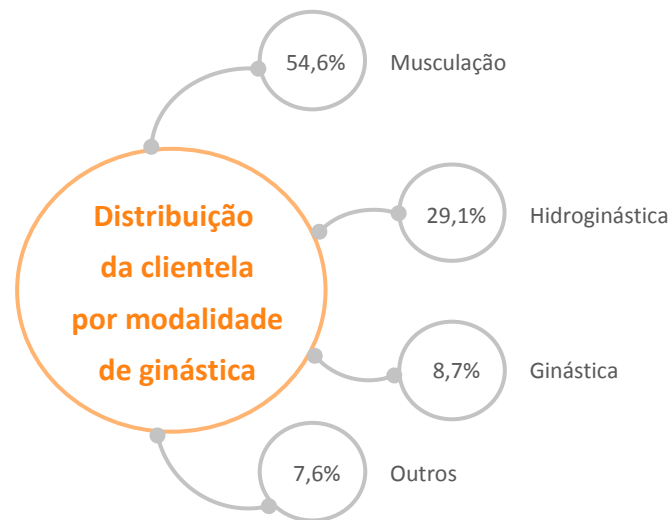 54,6% Musculação
Distribuição
da clientela
por modalidade
de ginástica
29,1% Hidroginástica
8,7% Ginástica
7,6% Outros